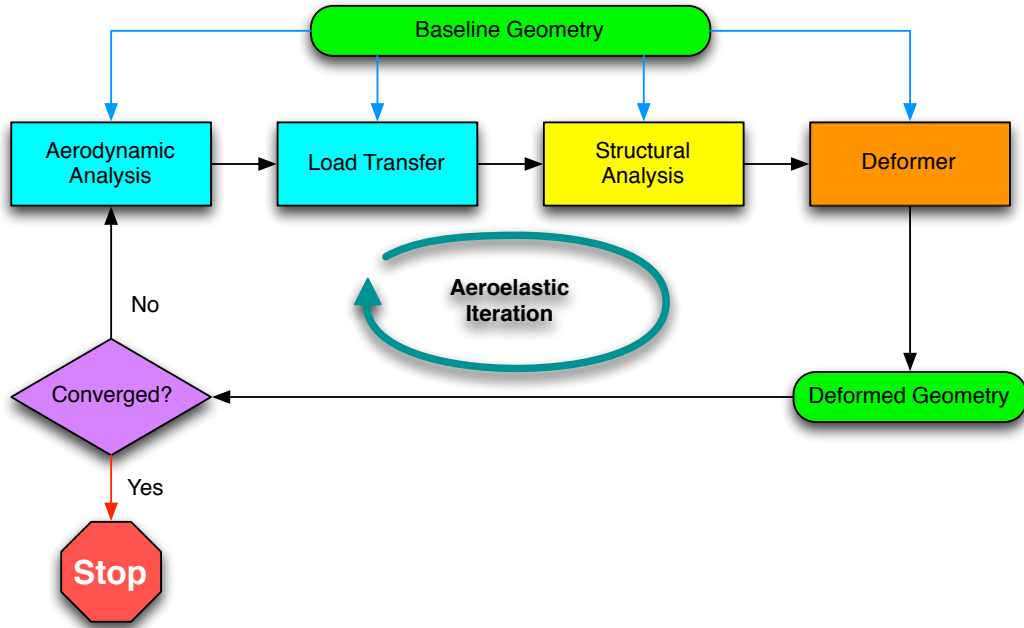 Baseline Geometry
Aerodynamic
Analysis
Load Transfer
Structural
Analysis
Deformer
Aeroelastic
Iteration
No
Converged?
Deformed Geometry
Yes
Stop